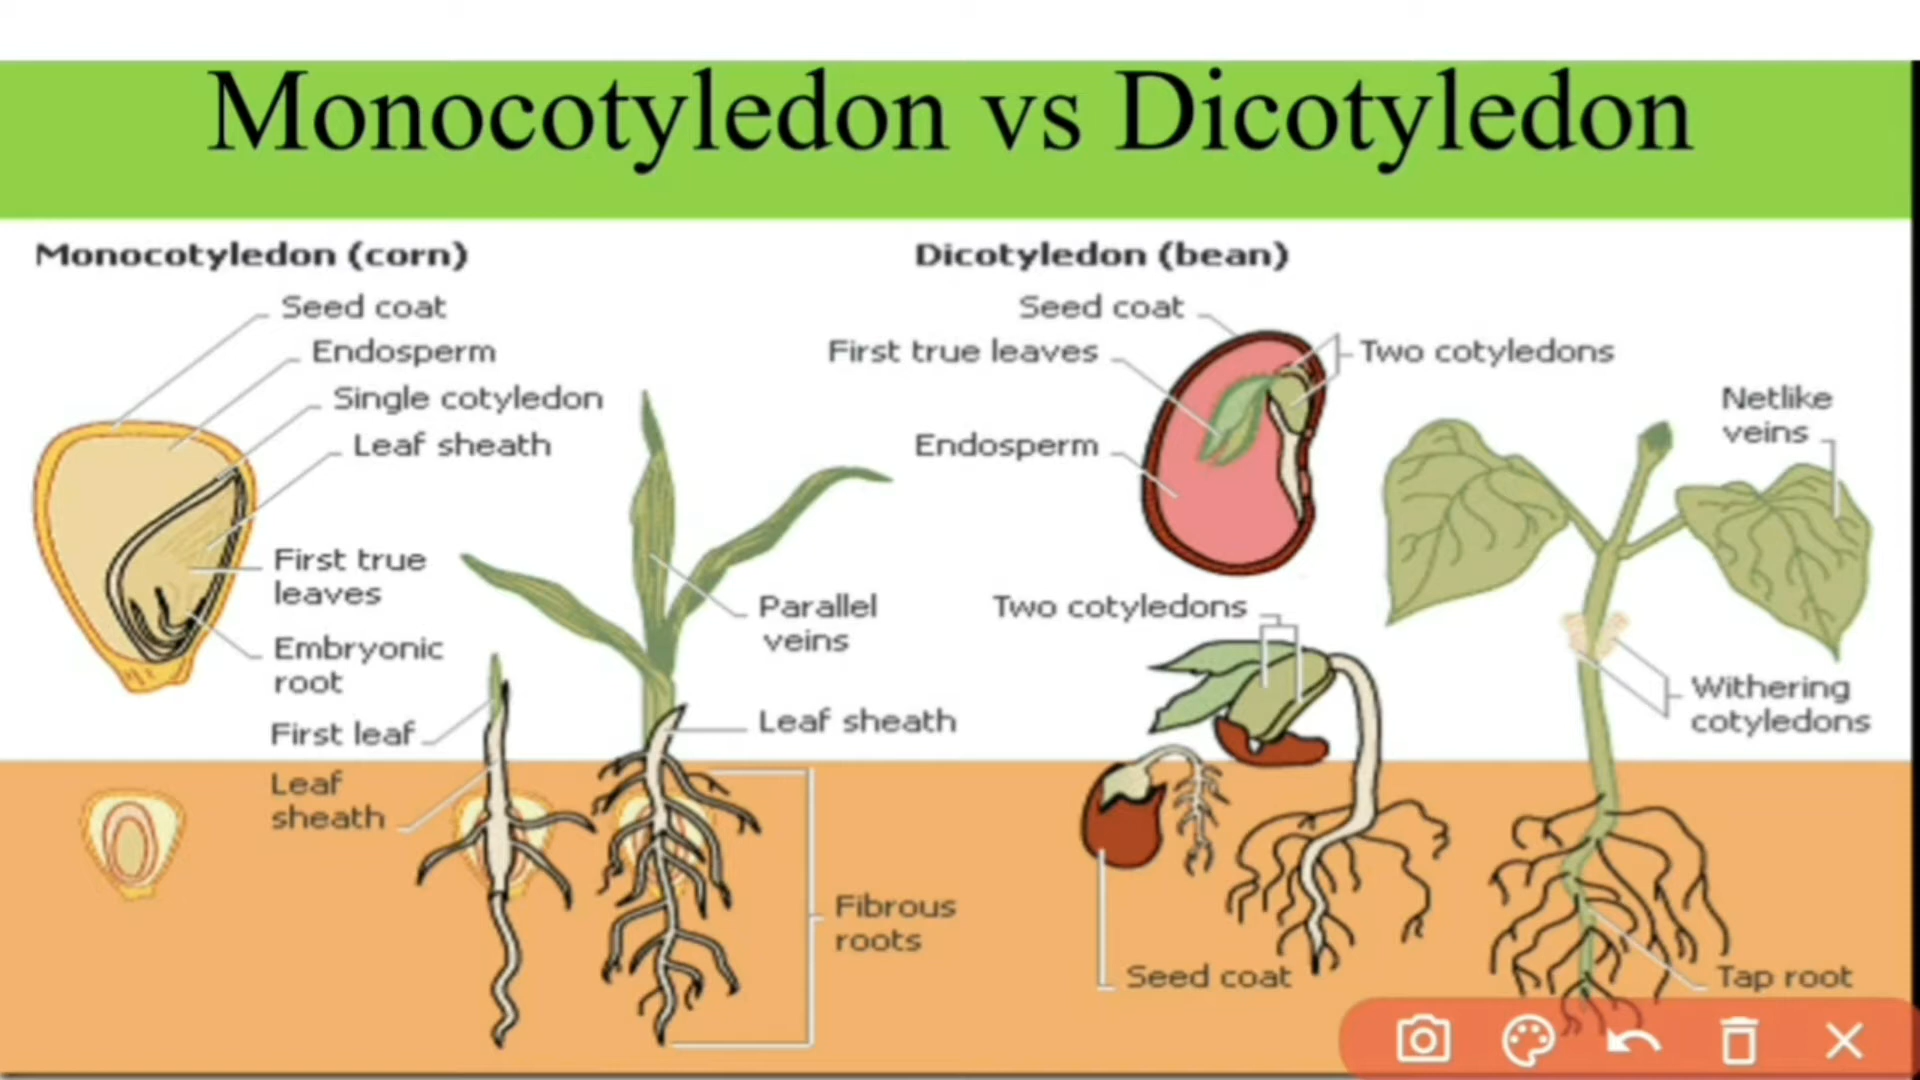 Monocotyledon vs Dicotyledon
Monocotyledon (corn)
Seed coat
Endosperm
Single cotyledon
Leaf sheath
First true
leaves
Embryonic
root
First leaf
Leaf
sheath
Parallel
veins
Leaf sheath
Fibrous
roots
Dicotyledon (bean)
Seed coat
First true leaves
Two cotyledons
Endosperm
Netlike
veins
Two cotyledons
Withering
cotyledons
Seed coat
Tap root